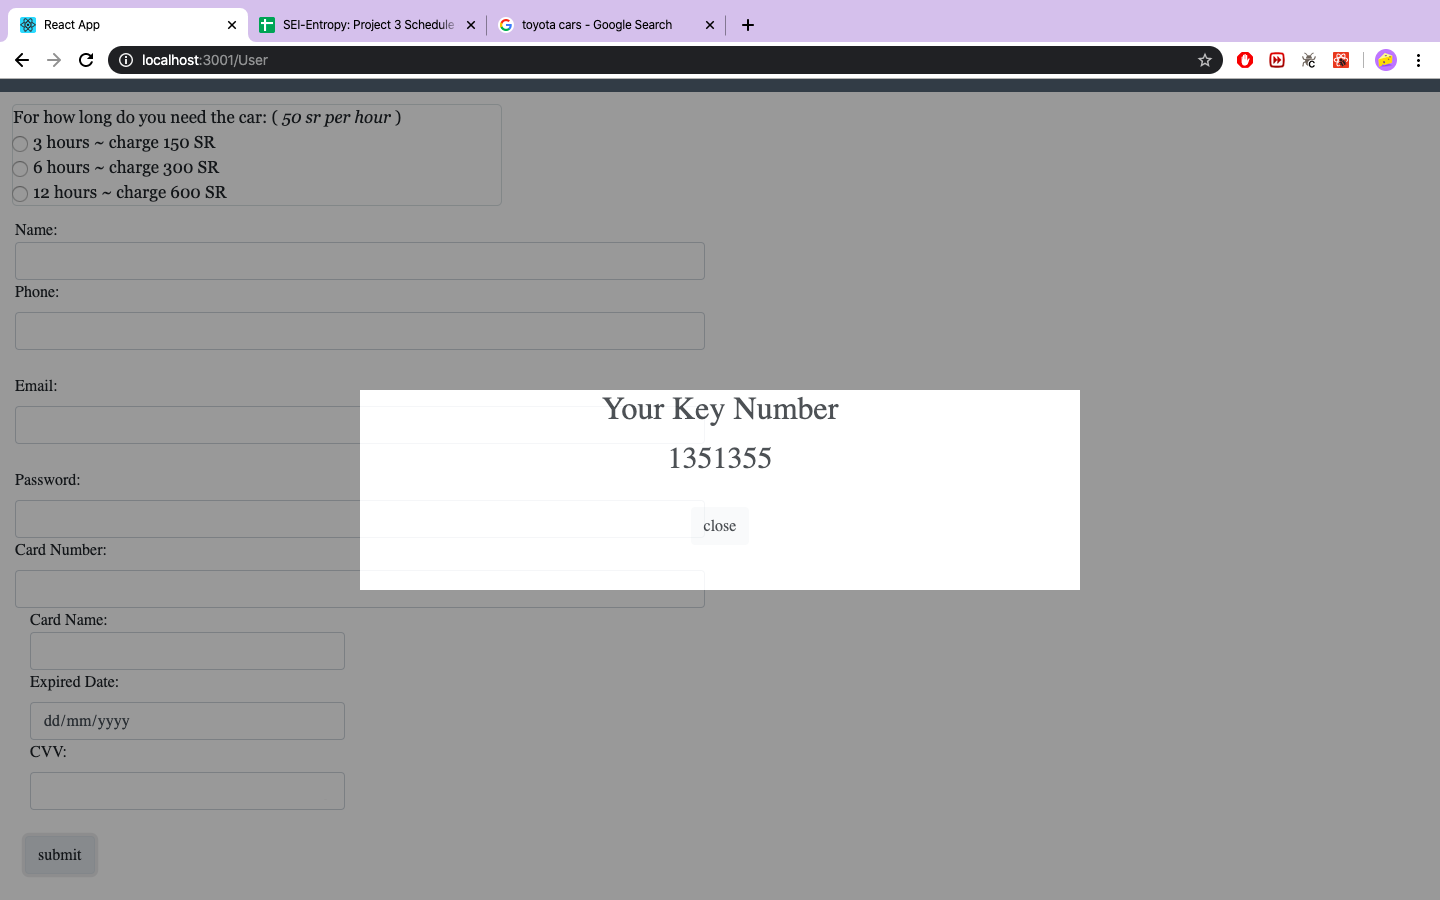 React App
SEI-Entropy: Project 3 Schedule
toyota cars - Google Search
localhost:3001/User
For how long do you need the car: ( 50 sr per hour )
3 hours ~ charge 150 SR
6 hours ~ charge 300 SR
12 hours ~ charge 600 SR
Name:
Phone:
Email:
Your Key Number
1351355
Password:
close
Card Number:
Card Name:
Expired Date:
dd/mm/yyyy
CVV:
submit